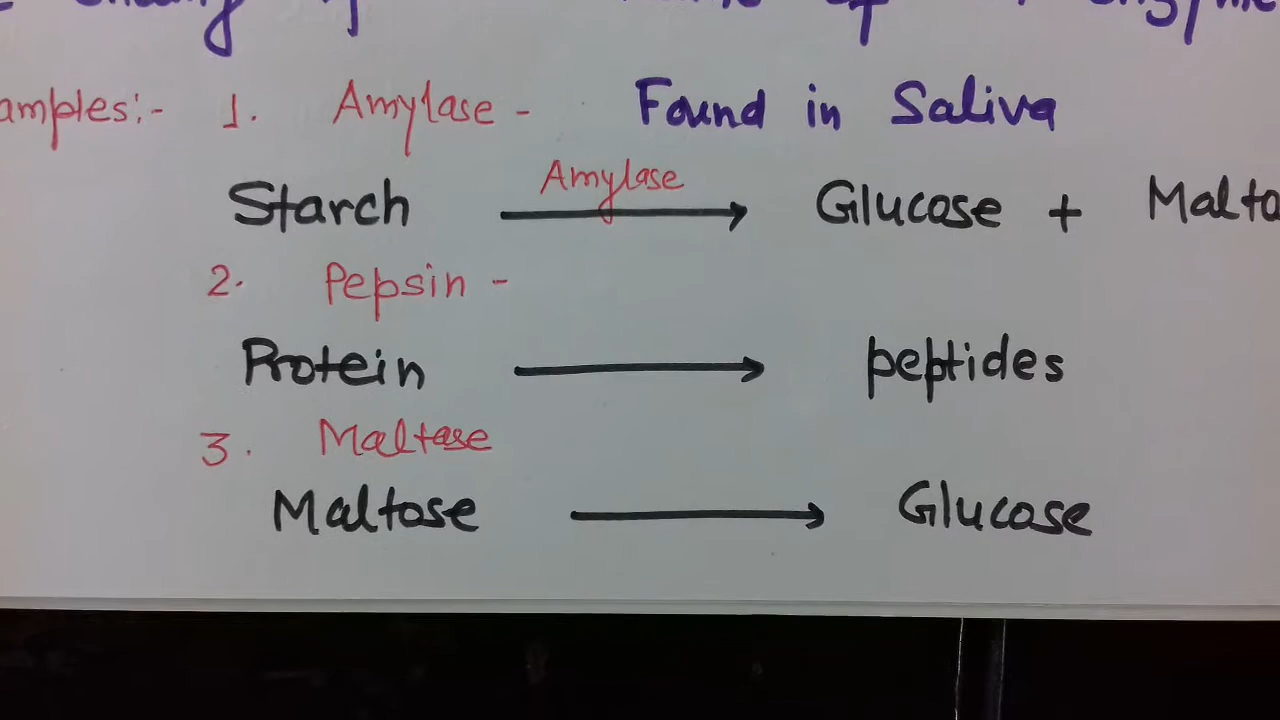 amples:- 1. Amylase - Found in Saliva
Starch Amylase → Glucose + Malto
2. Pepsin -
Protein → peptides
3. Maltase
Maltose → Glucose